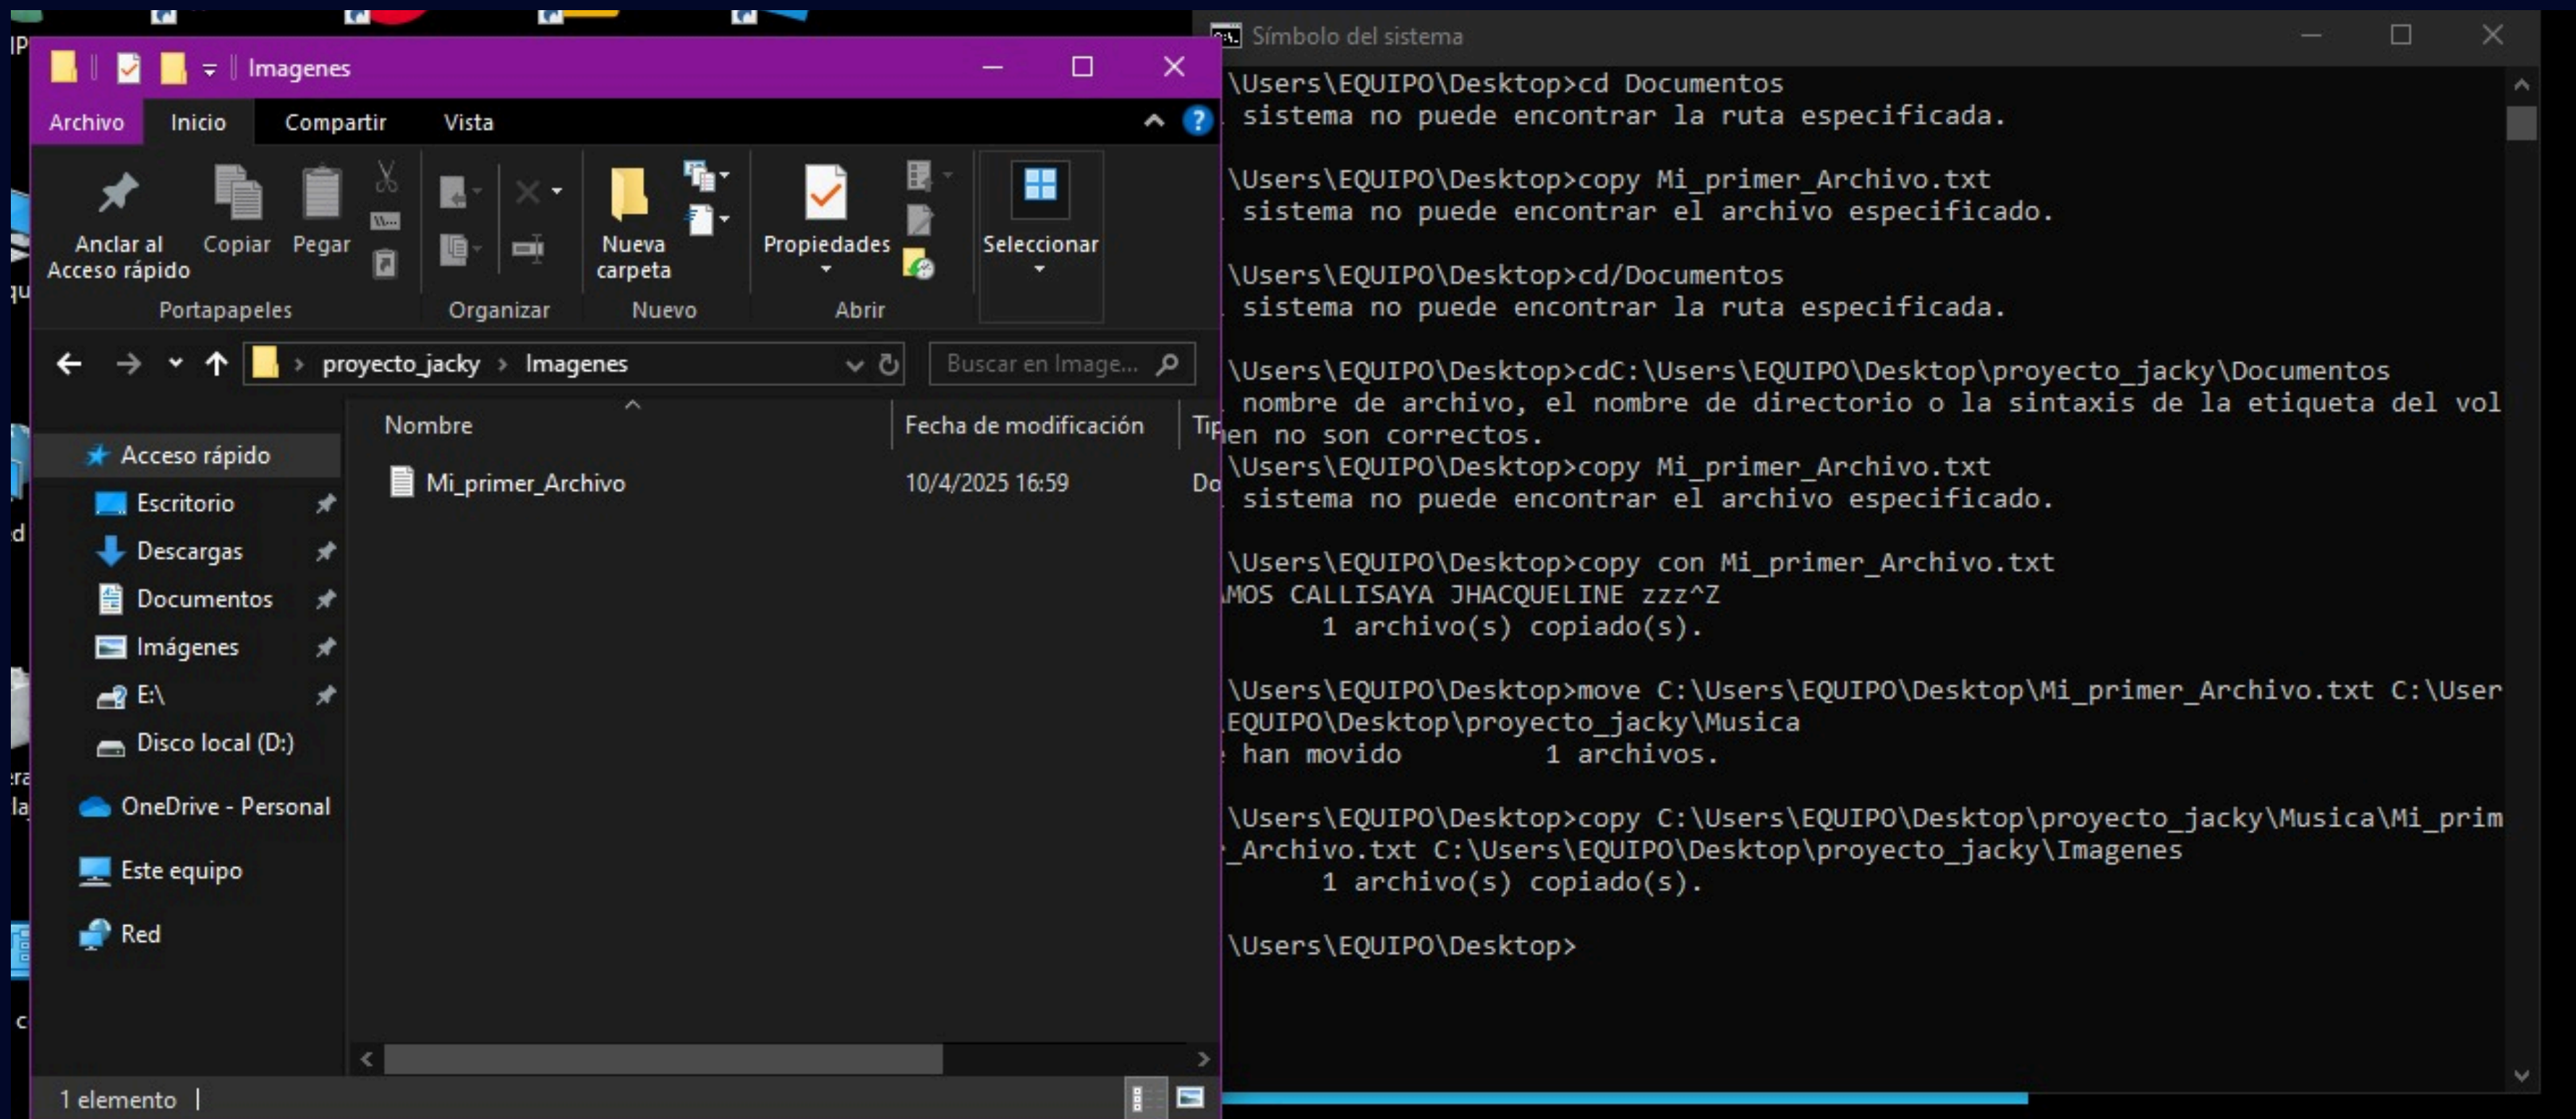 Imagenes
Archivo Inicio Compartir Vista
Anclar al
Acceso rápido
Copiar
Pegar
Nueva
carpeta
Propiedades
Seleccionar
Portapapeles
Organizar
Nuevo
Abrir
proyecto_jacky > Imagenes
Buscar en Image...
Nombre
Fecha de modificación
Mi_primer_Archivo
10/4/2025 16:59
Acceso rápido
Escritorio
Descargas
Documentos
Imágenes
E:\
Disco local (D:)
OneDrive - Personal
Este equipo
Red
1 elemento
Símbolo del sistema
\Users\EQUIPO\Desktop>cd Documentos
sistema no puede encontrar la ruta especificada.
\Users\EQUIPO\Desktop>copy Mi_primer_Archivo.txt
sistema no puede encontrar el archivo especificado.
\Users\EQUIPO\Desktop>cd/Documentos
sistema no puede encontrar la ruta especificada.
\Users\EQUIPO\Desktop>cdC:\Users\EQUIPO\Desktop\proyecto_jacky\Documentos
nombre de archivo, el nombre de directorio o la sintaxis de la etiqueta del vol
en no son correctos.
\Users\EQUIPO\Desktop>copy Mi_primer_Archivo.txt
sistema no puede encontrar el archivo especificado.
\Users\EQUIPO\Desktop>copy con Mi_primer_Archivo.txt
MOS CALLISAYA JHACQUELINE zzz^Z
1 archivo(s) copiado(s).
\Users\EQUIPO\Desktop>move C:\Users\EQUIPO\Desktop\Mi_primer_Archivo.txt C:\User
EQUIPO\Desktop\proyecto_jacky\Musica
han movido 1 archivos.
\Users\EQUIPO\Desktop>copy C:\Users\EQUIPO\Desktop\proyecto_jacky\Musica\Mi_prim
_Archivo.txt C:\Users\EQUIPO\Desktop\proyecto_jacky\Imagenes
1 archivo(s) copiado(s).
\Users\EQUIPO\Desktop>